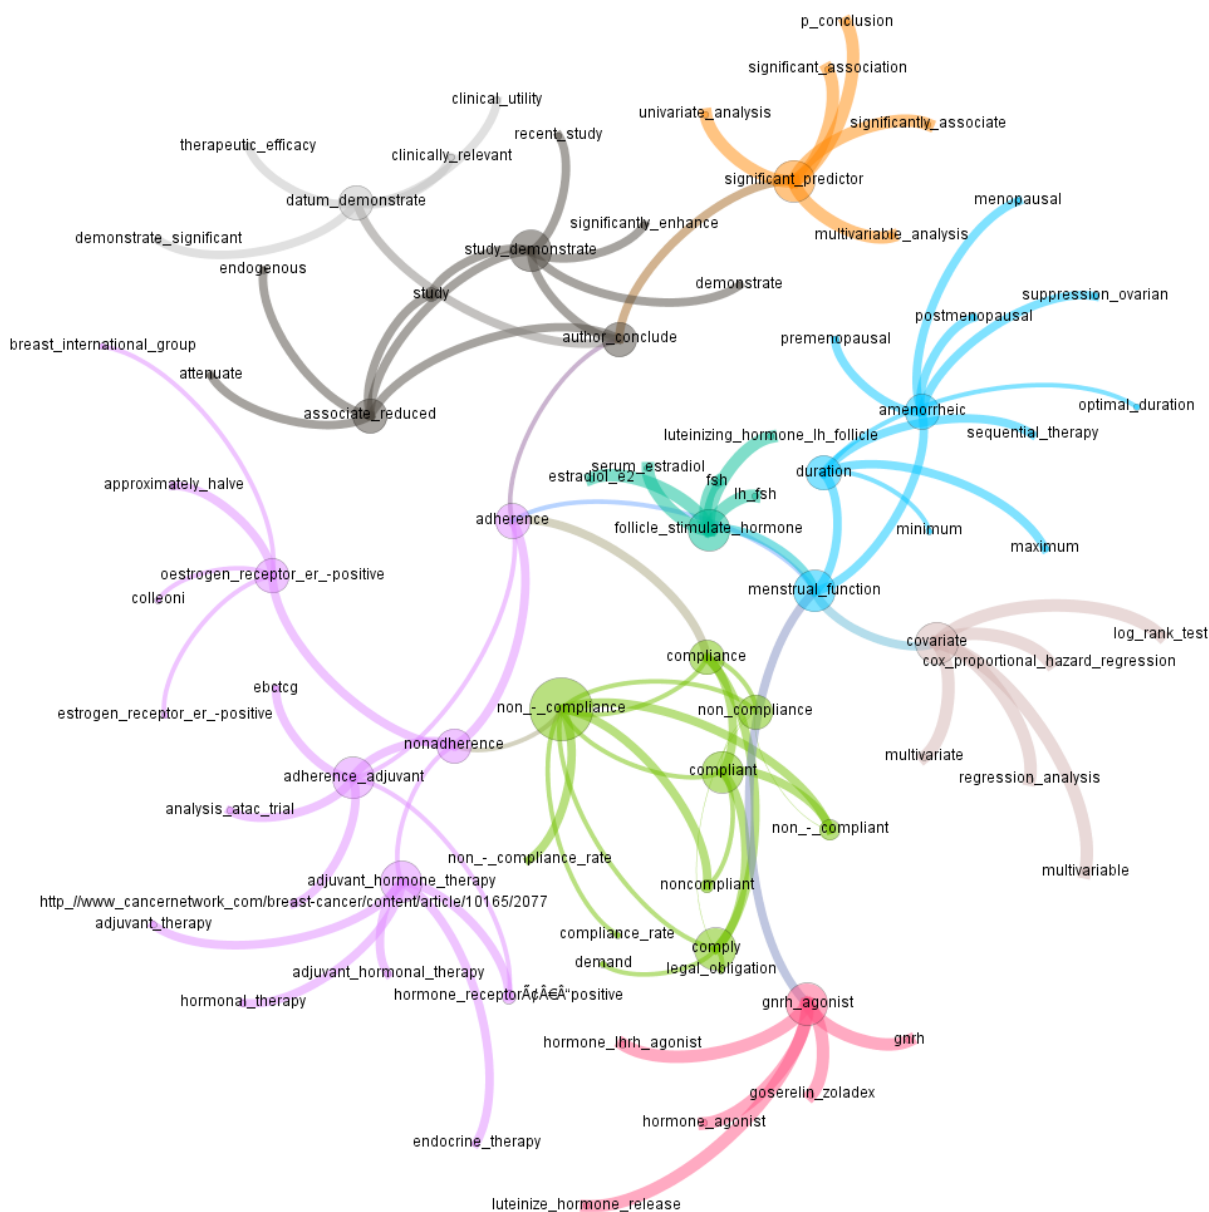 p_conclusion
significant_association
clinical_utility
univariate_analysis
significantly_associate
recent_study
therapeutic_efficacy
clinically_relevant
significant_predictor
datum_demonstrate
menopausal
significantly_enhance
multivariable_analysis
demonstrate_significant
study_demonstrate
endogenous
demonstrate
study
suppression_ovarian
postmenopausal
author_conclude
premenopausal
breast_international_group
attenuate
optimal_duration
associate_reduced
amenorrheic
luteinizing_hormone_lh_follicle
sequential_therapy
serum_estradiol
estradiol_e2
duration
fsh
approximately_halve
lh_fsh
adherence
follicle_stimulate_hormone
minimum
maximum
oestrogen_receptor_er_-positive
menstrual_function
colleoni
log_rank_test
covariate
compliance
cox_proportional_hazard_regression
ebctcg
non_-_compliance
non_compliance
estrogen_receptor_er_-positive
nonadherence
multivariate
compliant
adherence_adjuvant
regression_analysis
analysis_atac_trial
non_-_compliant
non_-_compliance_rate
multivariable
adjuvant_hormone_therapy
noncompliant
http_//www_cancernetwork_com/breast-cancer/content/article/10165/2077
adjuvant_therapy
compliance_rate
comply
demand
legal_obligation
adjuvant_hormonal_therapy
hormonal_therapy
hormone_receptorÃ¢Â€Â“positive
gnrh_agonist
gnrh
hormone_lhrh_agonist
goserelin_zoladex
hormone_agonist
endocrine_therapy
luteinize_hormone_release